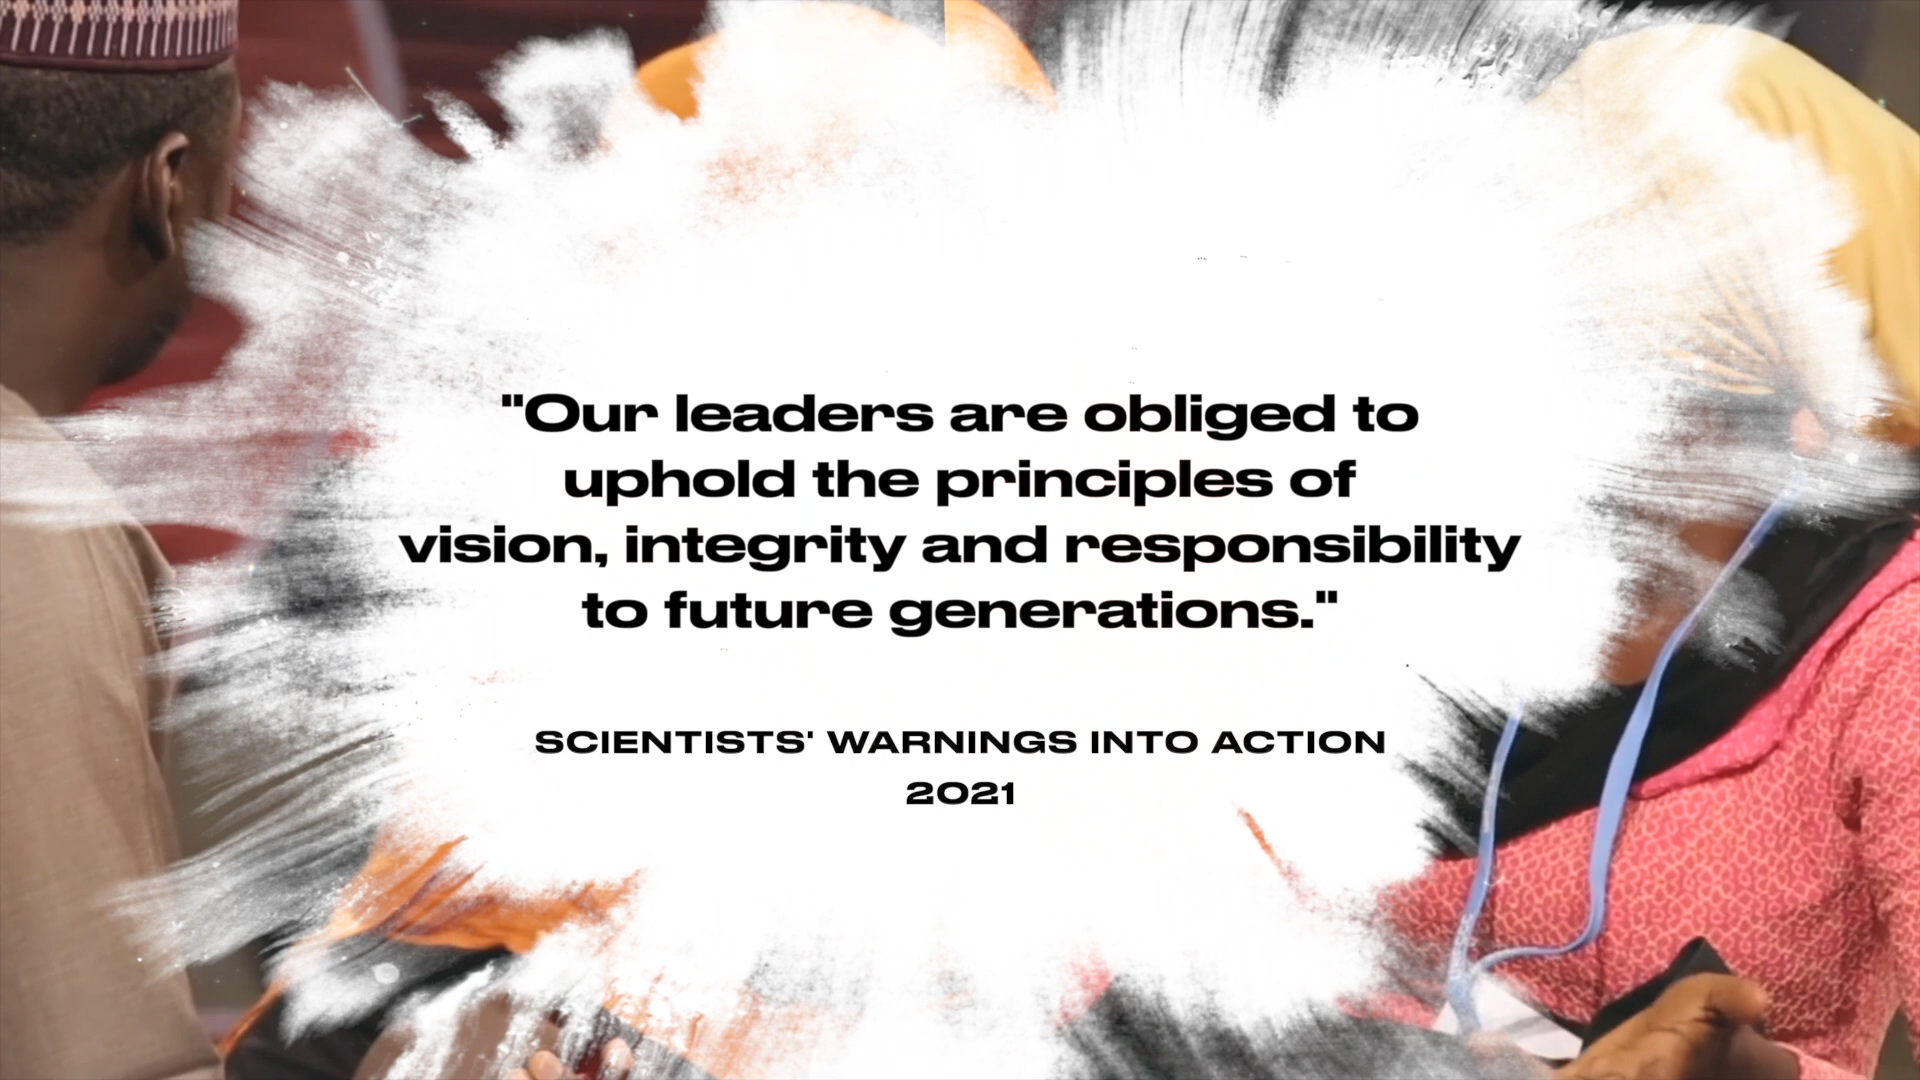 "Our leaders are obliged to
uphold the principles of
vision, integrity and responsibility
to future generations."
SCIENTISTS' WARNINGS INTO ACTION
2021